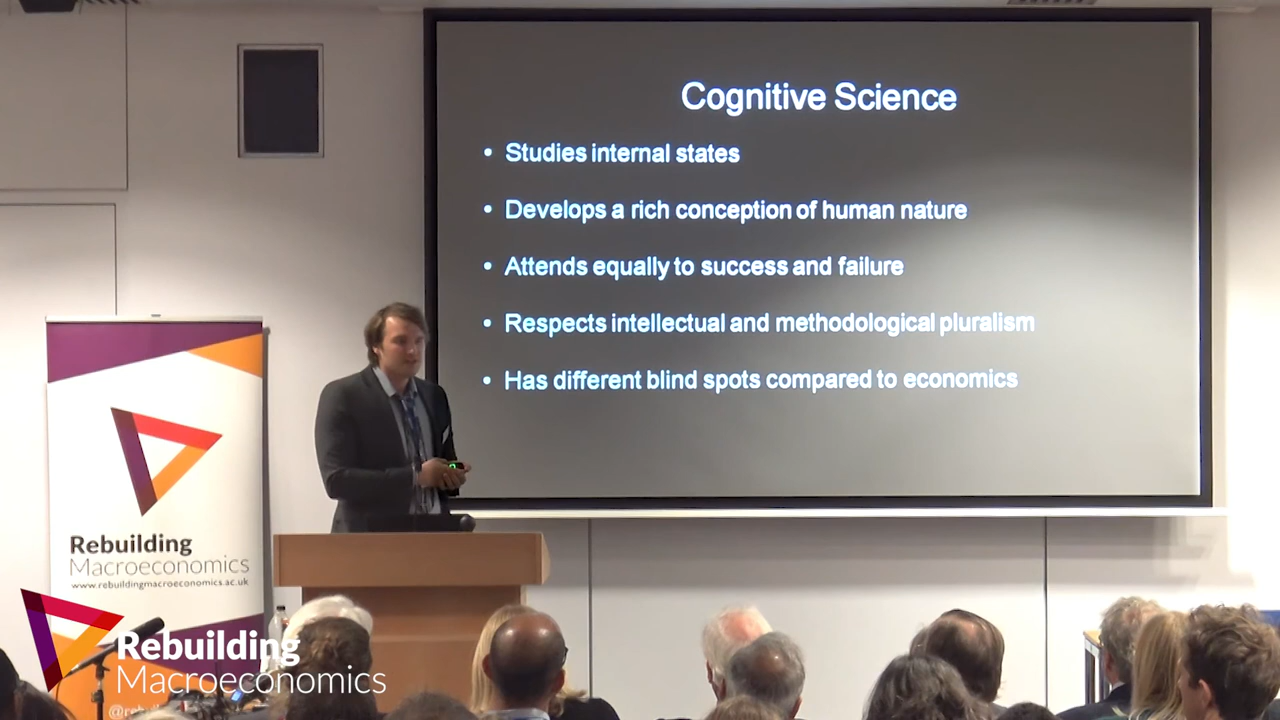 Cognitive Science
• Studies internal states
• Develops a rich conception of human nature
• Attends equally to success and failure
• Respects intellectual and methodological pluralism
• Has different blind spots compared to economics
Rebuilding
Macroeconomics
www.rebuildingmacroeconomics.ac.uk
Rebuilding
Macroeconomics